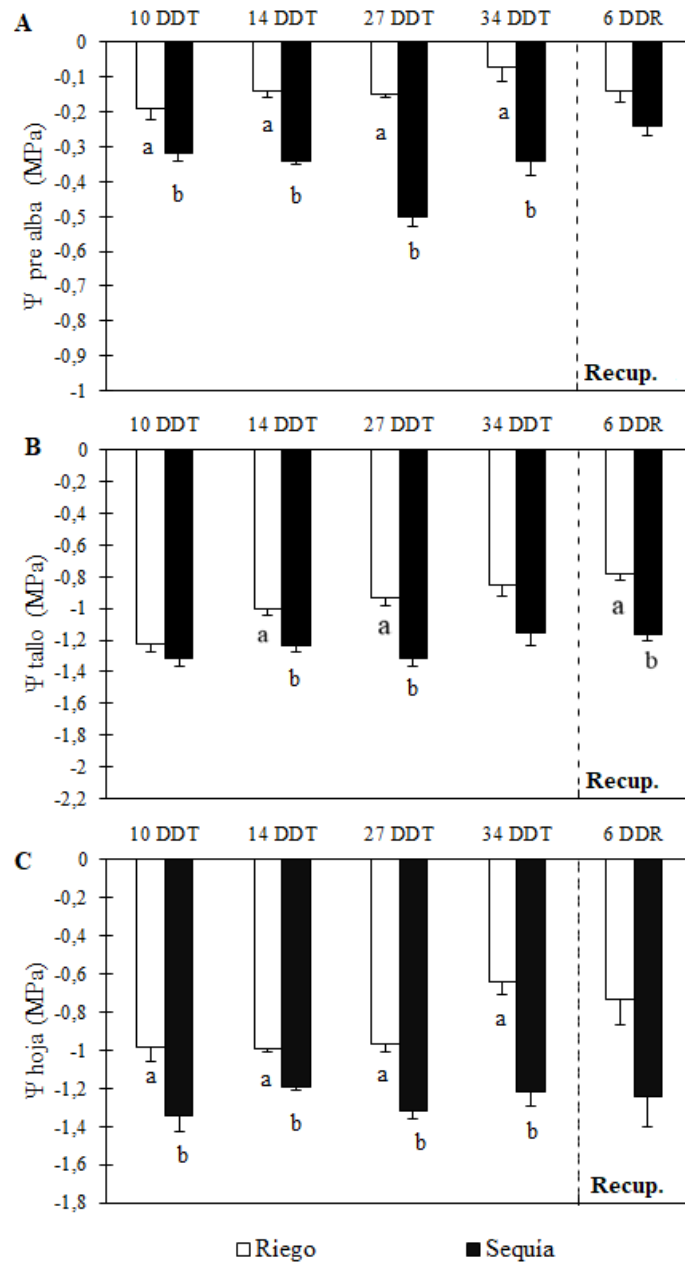 A
10 DDT 14 DDT 27 DDT 34 DDT 6 DDR
0
-0,1
-0,2
-0,3
-0,4
-0,5
-0,6
-0,7
-0,8
-0,9
-1
Ψ pre alba (MPa)
a b a b a b a b
Recup.
B
10 DDT 14 DDT 27 DDT 34 DDT 6 DDR
0
-0,2
-0,4
-0,6
-0,8
-1
-1,2
-1,4
-1,6
-1,8
-2
-2,2
Ψ tallo (MPa)
a b a b a b
Recup.
C
10 DDT 14 DDT 27 DDT 34 DDT 6 DDR
0
-0,2
-0,4
-0,6
-0,8
-1
-1,2
-1,4
-1,6
-1,8
Ψ hoja (MPa)
a b a b a b a b
Recup.
Riego Sequía